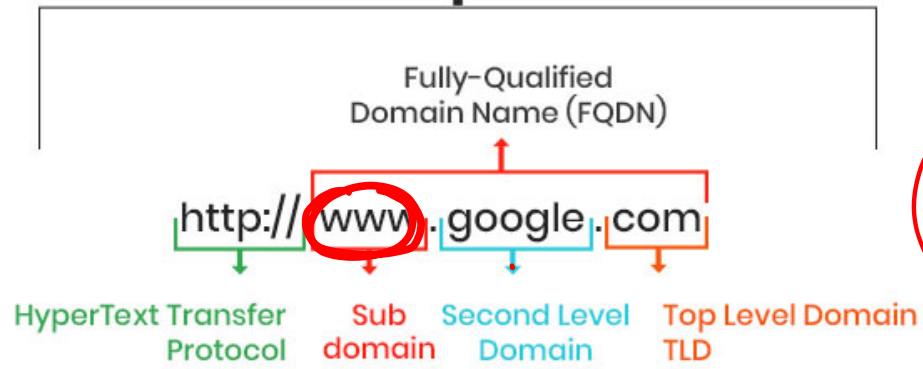 Fully-Qualified
Domain Name (FQDN)
http://www.google.com
HyperText Transfer
Protocol
Sub
domain
Second Level
Domain
Top Level Domain
TLD